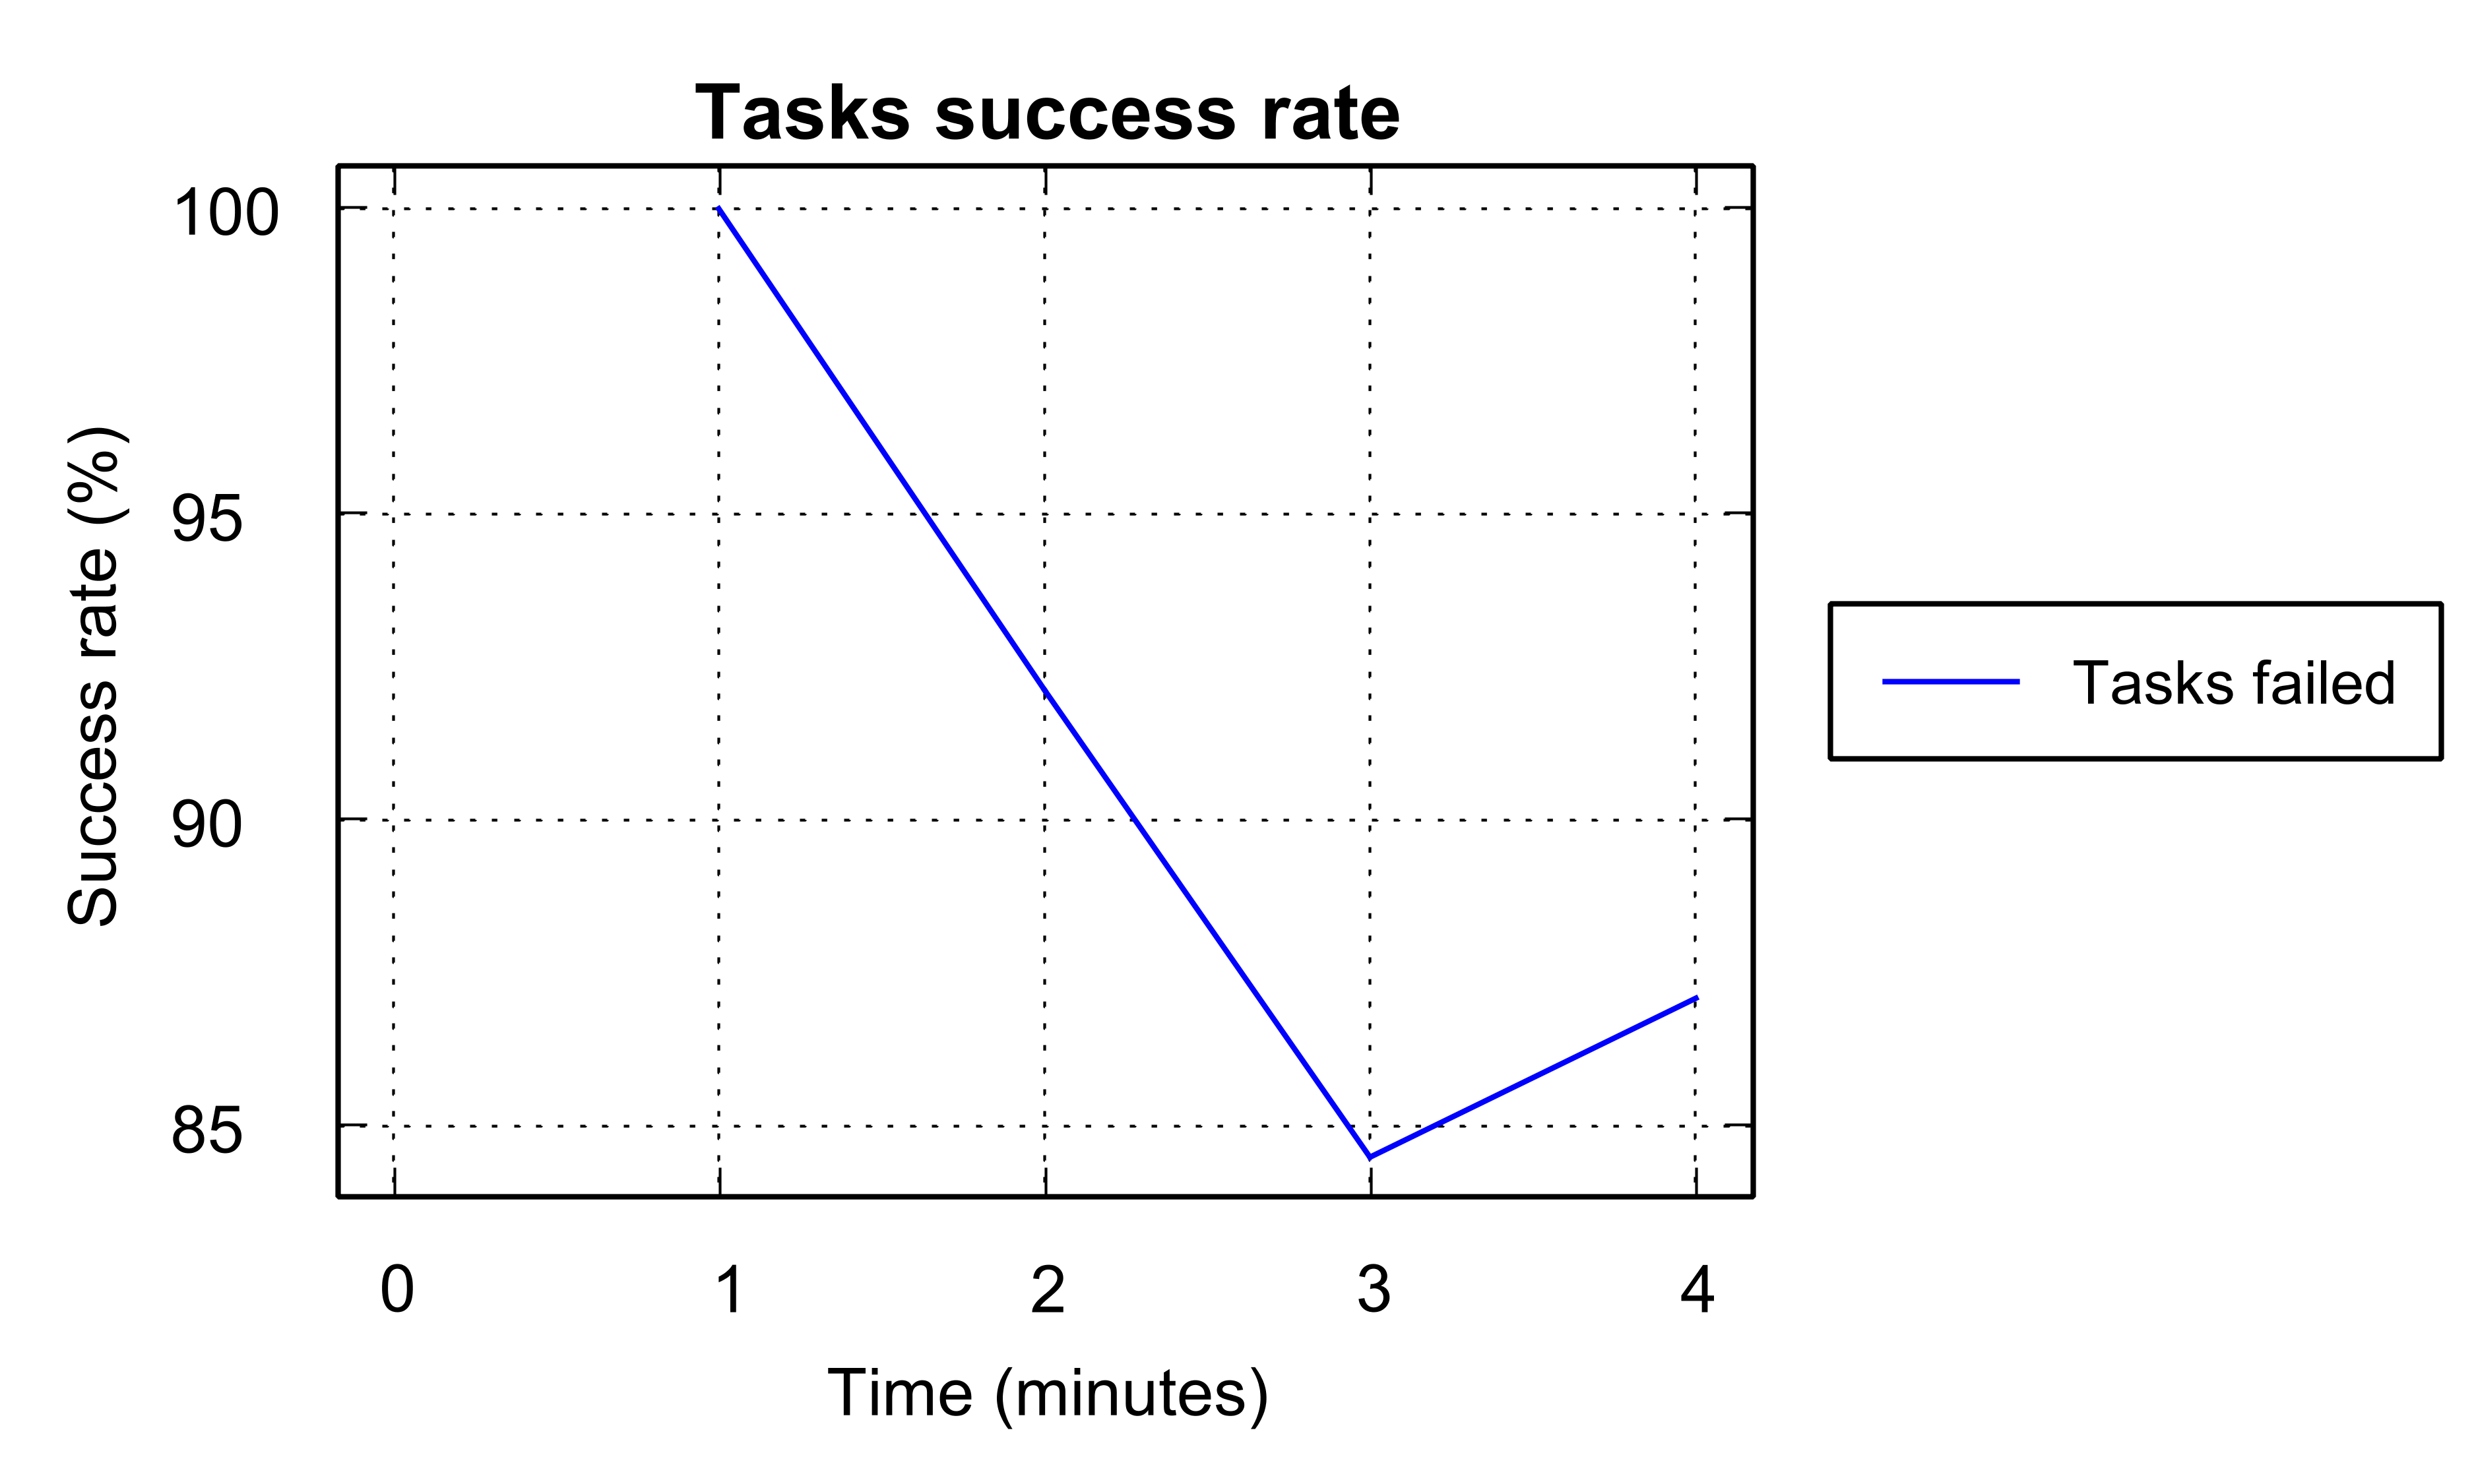 Tasks success rate
Success rate (%)
100
95
90
85
0 1 2 3 4
Time (minutes)
Tasks failed